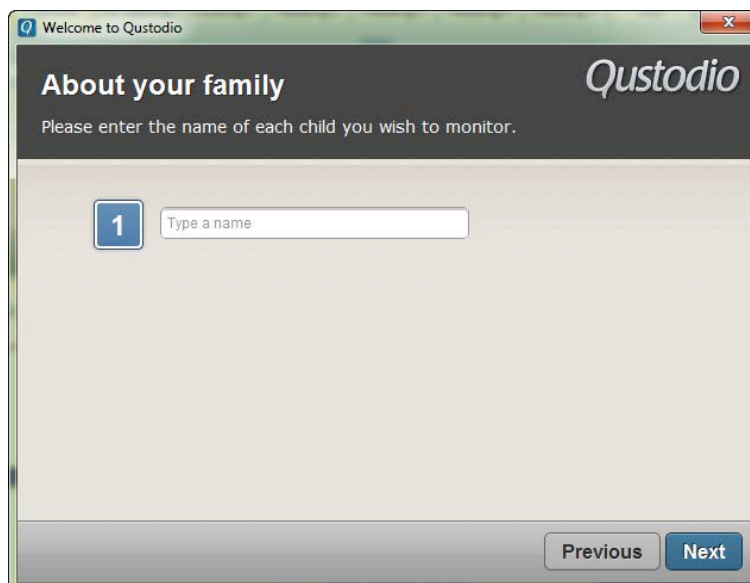 Welcome to Qustodio
About your family
Qustodio
Please enter the name of each child you wish to monitor.
1
Type a name
Previous
Next